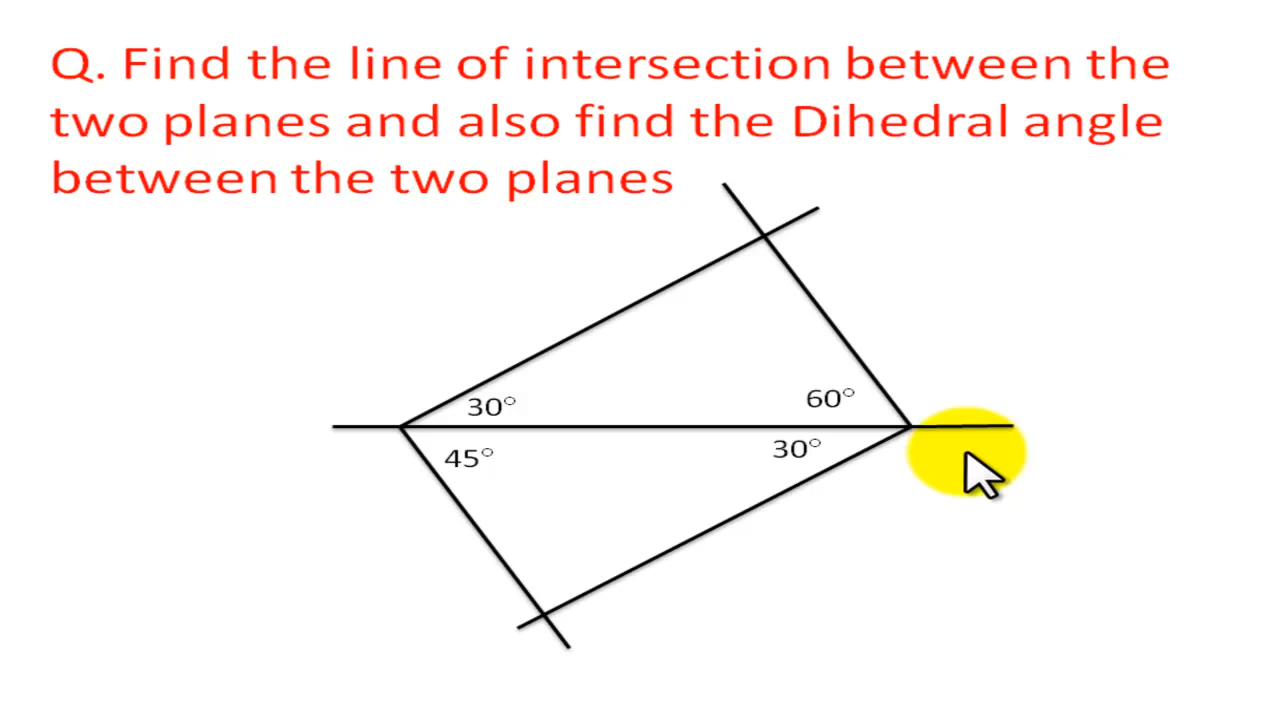 Q. Find the line of intersection between the
two planes and also find the Dihedral angle
between the two planes
30° 60°
45° 30°